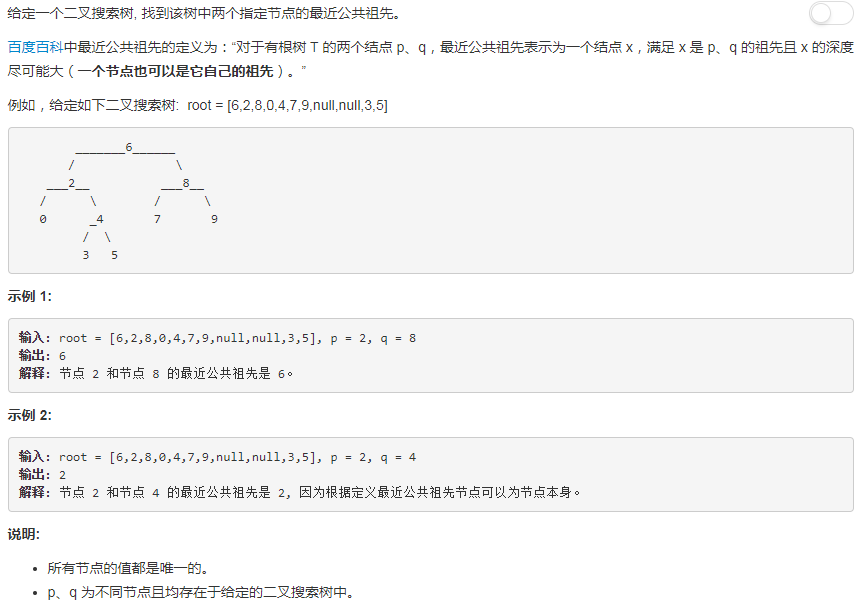 给定一个二叉搜索树, 找到该树中两个指定节点的最近公共祖先。
百度百科中最近公共祖先的定义为：“对于有根树 T 的两个结点 p、q，最近公共祖先表示为一个结点 x，满足 x 是 p、q 的祖先且 x 的深度
尽可能大（一个节点也可以是它自己的祖先）。”
例如，给定如下二叉搜索树:  root = [6,2,8,0,4,7,9,null,null,3,5]
_______6______
/              \
___2__          ___8__
/      \        /      \
0      _4       7       9
/  \
3   5
示例 1:
输入: root = [6,2,8,0,4,7,9,null,null,3,5], p = 2, q = 8
输出: 6
解释: 节点 2 和节点 8 的最近公共祖先是 6。
示例 2:
输入: root = [6,2,8,0,4,7,9,null,null,3,5], p = 2, q = 4
输出: 2
解释: 节点 2 和节点 4 的最近公共祖先是 2, 因为根据定义最近公共祖先节点可以为节点本身。
说明:
• 所有节点的值都是唯一的。
• p、q 为不同节点且均存在于给定的二叉搜索树中。